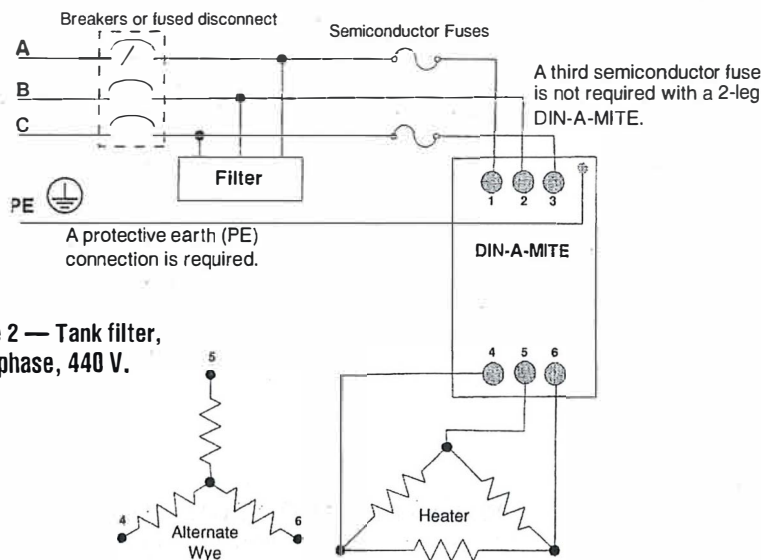 Breakers or fused disconnect
Semiconductor Fuses
A
B
C
A third semiconductor fuse
is not required with a 2-leg
DIN-A-MITE.
Filter
1 2 3
PE
A protective earth (PE)
connection is required.
DIN-A-MITE
2 — Tank filter,
phase, 440 V.
4 5 6
5
4
6
Alternate
Wye
Heater